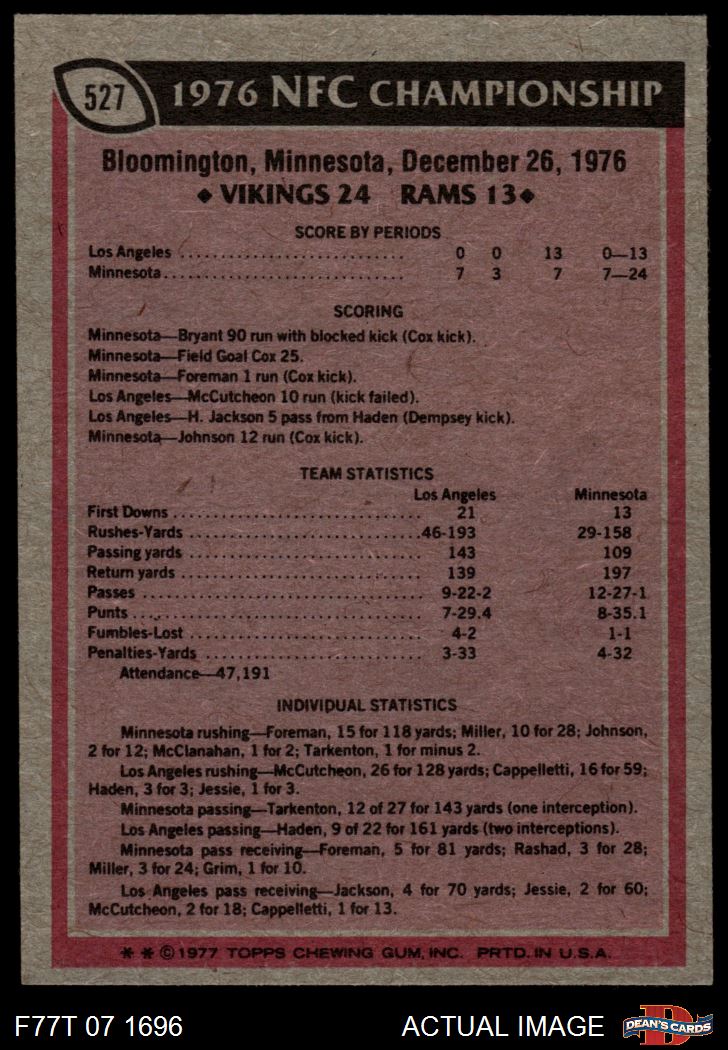 527 1976 NFC CHAMPIONSHIP
Bloomington, Minnesota, December 26, 1976
◆ VIKINGS 24 RAMS 13 ◆
SCORE BY PERIODS
Los Angeles ............................ 0 0 13 0—13
Minnesota .............................. 7 3 7 7—24
SCORING
Minnesota—Bryant 90 run with blocked kick (Cox kick).
Minnesota—Field Goal Cox 25.
Minnesota—Foreman 1 run (Cox kick).
Los Angeles—McCutcheon 10 run (kick failed).
Los Angeles—H. Jackson 5 pass from Haden (Dempsey kick).
Minnesota—Johnson 12 run (Cox kick).
TEAM STATISTICS
Los Angeles Minnesota
First Downs .............................. 21 13
Rushes-Yards ............................ 46-193 29-158
Passing yards ............................ 143 109
Return yards ............................ 139 197
Passes .................................. 9-22-2 12-27-1
Punts .................................. 7-29.4 8-35.1
Fumbles-Lost ............................ 4-2 1-1
Penalties-Yards .......................... 3-33 4-32
Attendance—47,191
INDIVIDUAL STATISTICS
Minnesota rushing—Foreman, 15 for 118 yards; Miller, 10 for 28; Johnson,
2 for 12; McClanahan, 1 for 2; Tarkenton, 1 for minus 2.
Los Angeles rushing—McCutcheon, 26 for 128 yards; Cappelletti, 16 for 59;
Haden, 3 for 3; Jessie, 1 for 3.
Minnesota passing—Tarkenton, 12 of 27 for 143 yards (one interception).
Los Angeles passing—Haden, 9 of 22 for 161 yards (two interceptions).
Minnesota pass receiving—Foreman, 5 for 81 yards; Rashad, 3 for 28;
Miller, 3 for 24; Grim, 1 for 10.
Los Angeles pass receiving—Jackson, 4 for 70 yards; Jessie, 2 for 60;
McCutcheon, 2 for 18; Cappelletti, 1 for 13.
* * © 1977 TOPPS CHEWING GUM, INC. PRTD. IN U.S.A.
F77T 07 1696 ACTUAL IMAGE D DEAN'S CARDS